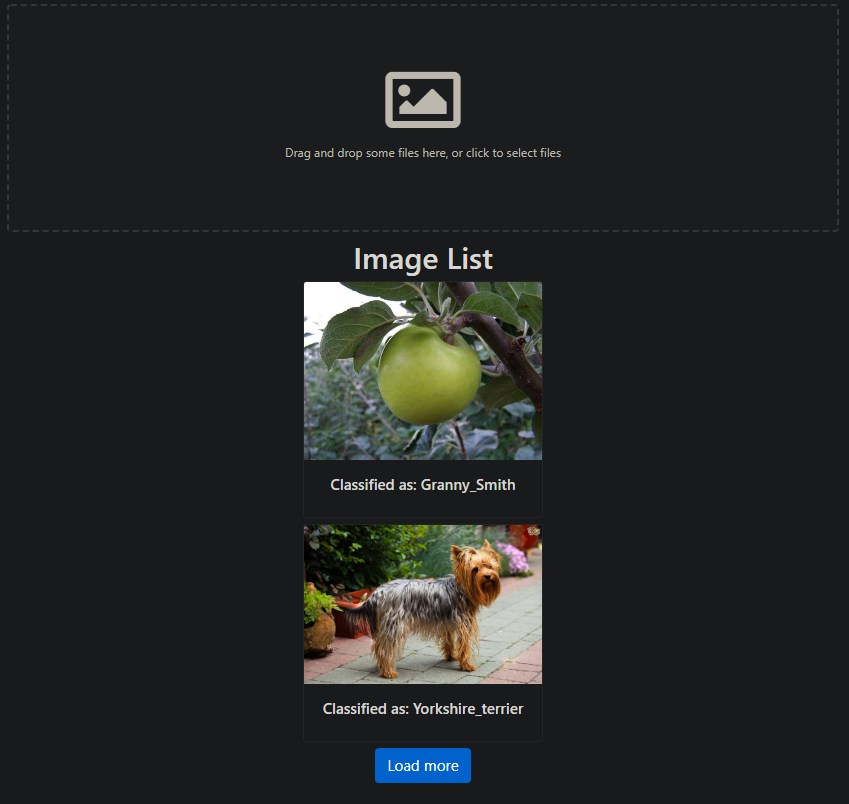 Drag and drop some files here, or click to select files
Image List
Classified as: Granny_Smith
Classified as: Yorkshire_terrier
Load more